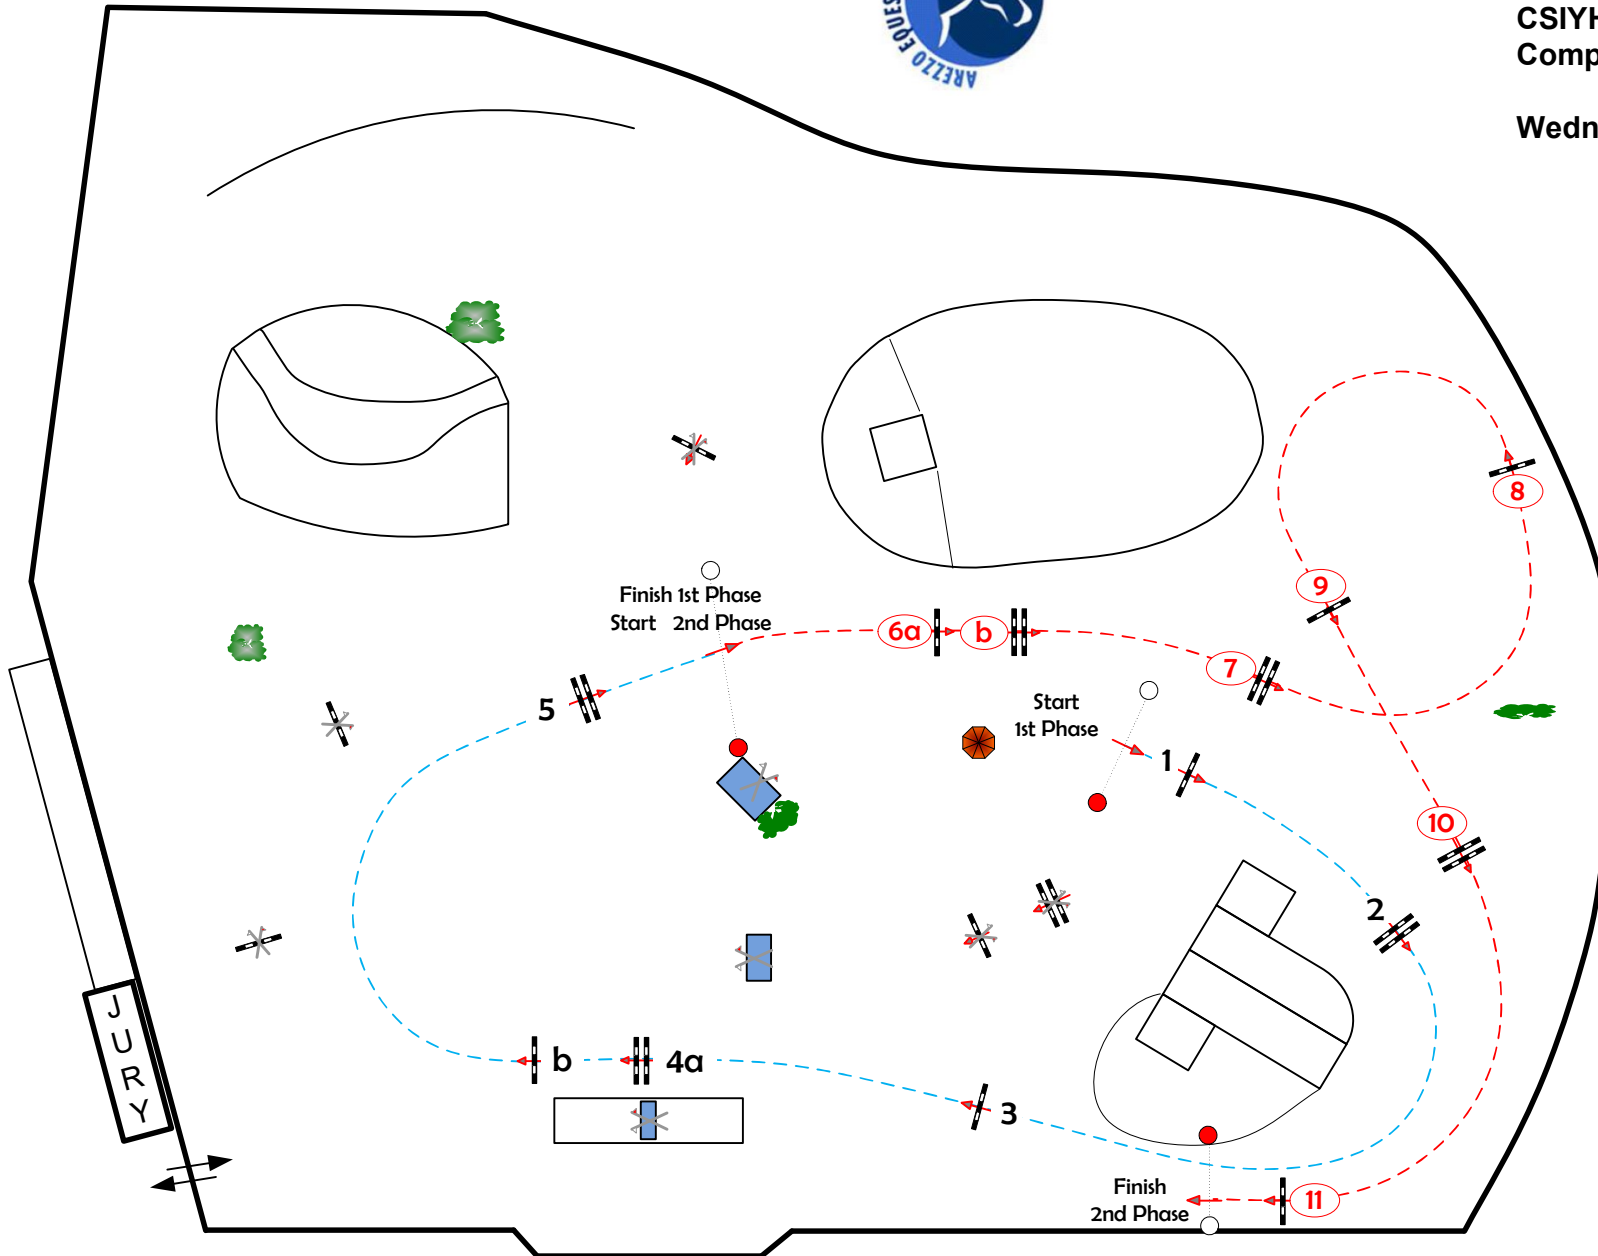 AREZZO
CSIYH
Comp
Wedn
8
9
Finish 1st Phase
Start 2nd Phase
6a
b
7
5
Start
1st Phase
1
10
2
JURY
b
4a
3
Finish
2nd Phase
11